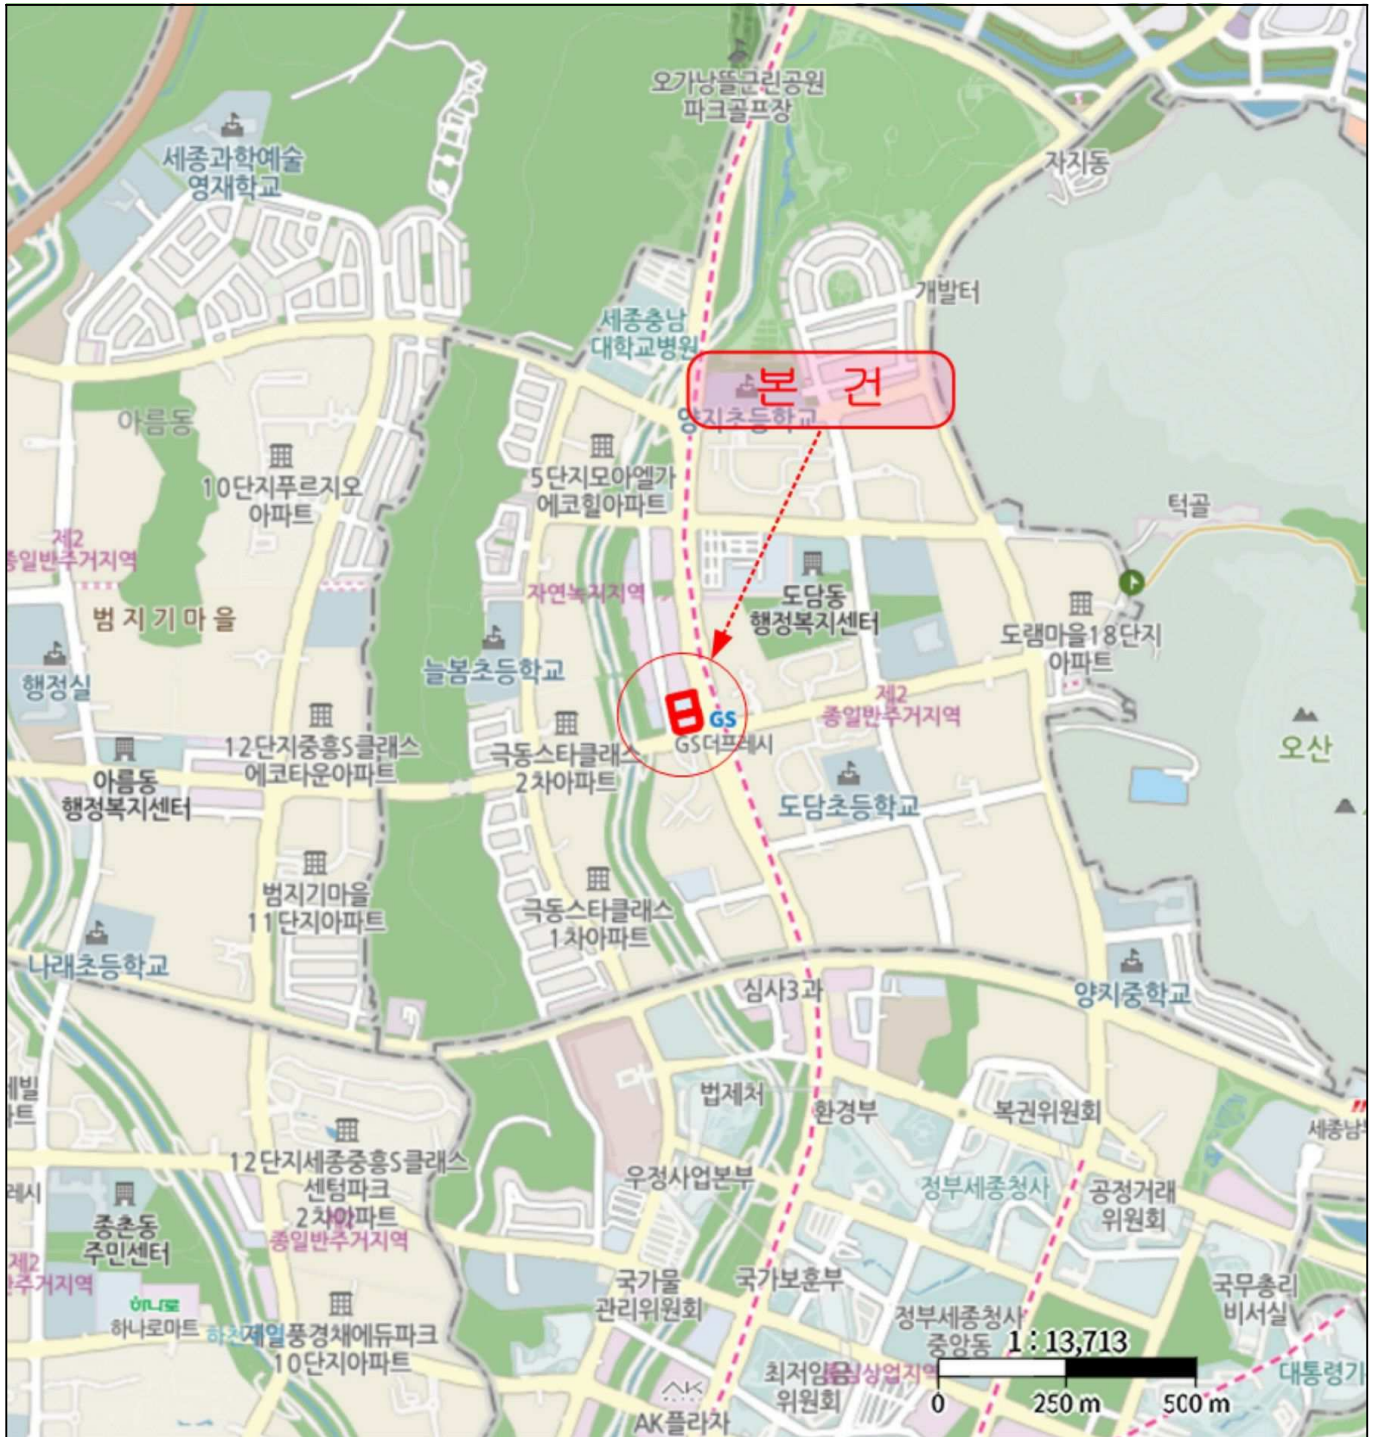 오가낭뜰근린공원
파크골프장
세종과학예술
영재학교
자지동
개발터
세종충남
대학교병원
본 건
양지초등학교
아름동
10단지푸르지오
아파트
5단지모아엘가
에코힐아파트
턱골
제2
종일반주거지역
자연녹지지역
도담동
행정복지센터
범지기마을
도램마을18단지
아파트
늘봄초등학교
행정실
제2
종일반주거지역
GS
GS더프레시
12단지중흥S클래스
에코타운아파트
극동스타클래스
2차아파트
오산
아름동
행정복지센터
도담초등학교
범지기마을
11단지아파트
극동스타클래스
1차아파트
나래초등학교
심사3과
양지중학교
법제처
환경부
복권위원회
세종남
12단지세종중흥S클래스
센텀파크
2차아파트
종일반주거지역
우정사업본부
정부세종청사
공정거래
위원회
종촌동
주민센터
제2
주거지역
국가물
관리위원회
국가보훈부
국무총리
비서실
하나로
하나로마트
제일풍경채에듀파크
10단지아파트
정부세종청사
중앙동
1:13,713
최저임금
위원회
상업지역
대통령기
0 250 m 500 m
AK
AK플라자